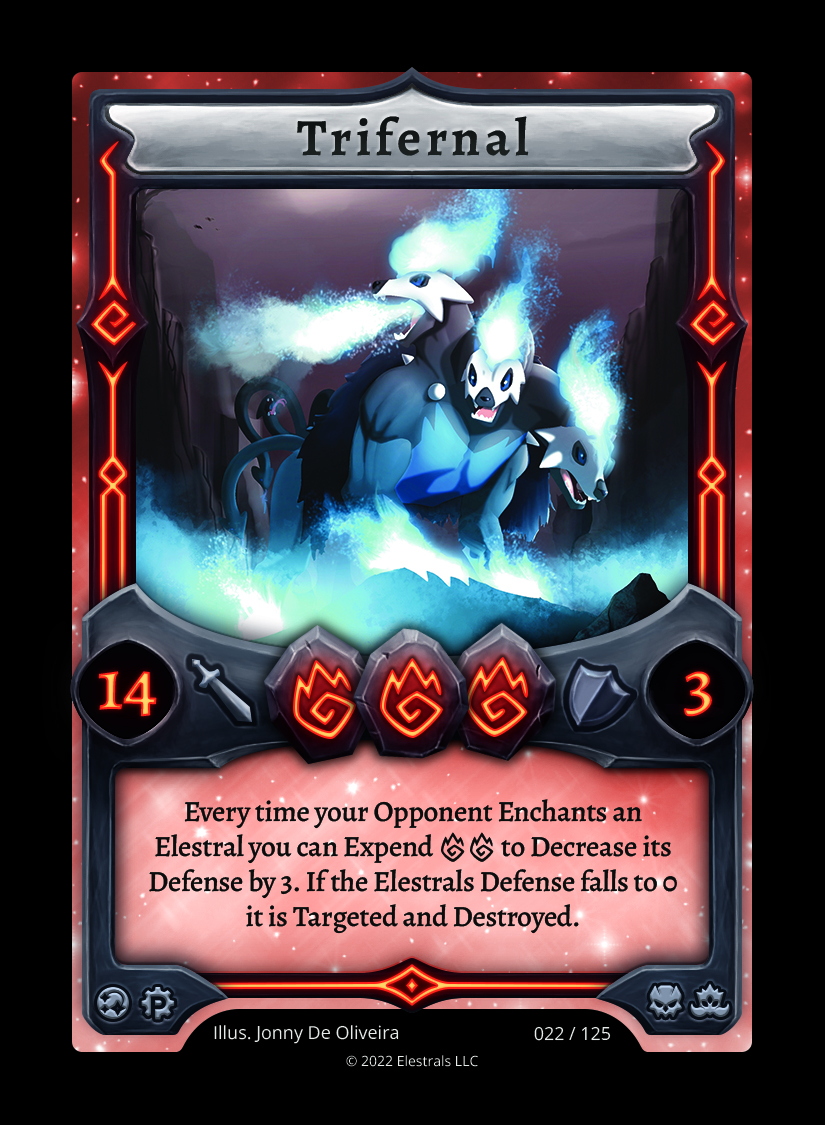 Trifernal
14
3
Every time your Opponent Enchants an
Elestral you can Expend to Decrease its
Defense by 3. If the Elestrals Defense falls to 0
it is Targeted and Destroyed.
P
Illus. Jonny De Oliveira
022 / 125
© 2022 Elestrals LLC